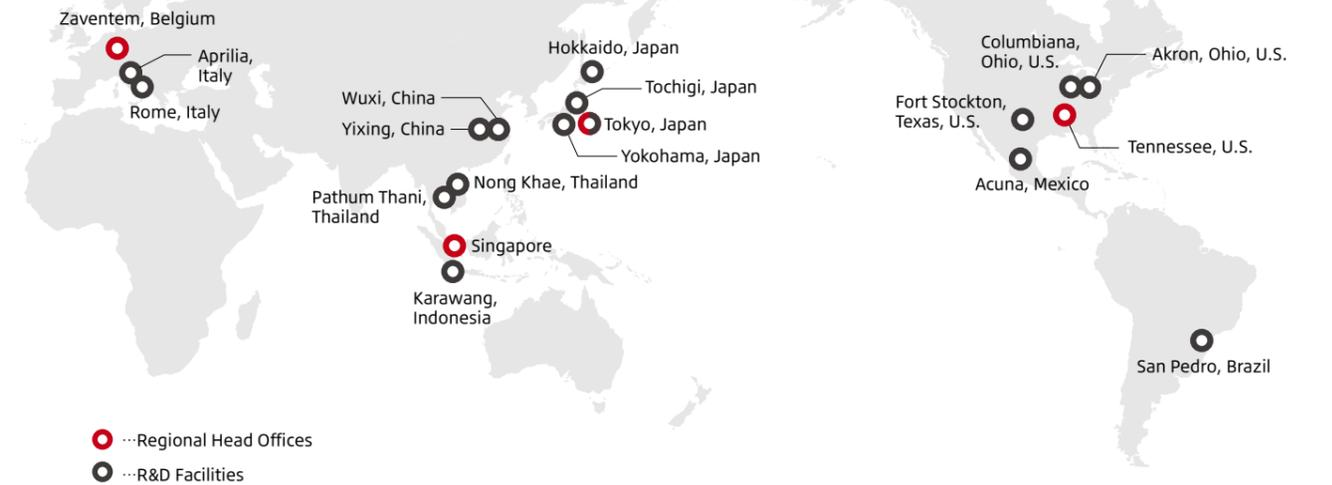 Zaventem, Belgium
Aprilia,
Italy
Rome, Italy
Hokkaido, Japan
Tochigi, Japan
Wuxi, China
Yixing, China
Tokyo, Japan
Yokohama, Japan
Nong Khae, Thailand
Pathum Thani,
Thailand
Singapore
Karawang,
Indonesia
Columbiana,
Ohio, U.S.
Akron, Ohio, U.S.
Fort Stockton,
Texas, U.S.
Tennessee, U.S.
Acuna, Mexico
San Pedro, Brazil
···Regional Head Offices
···R&D Facilities